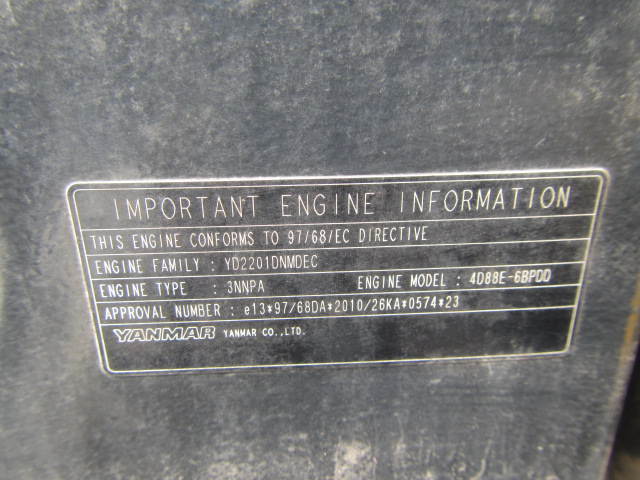 IMPORTANT ENGINE INFORMATION
THIS ENGINE CONFORMS TO 97/68/EC DIRECTIVE
ENGINE FAMILY : YD2201DNMDEC
ENGINE TYPE : 3NNPA ENGINE MODEL : 4D88E-6BPDD
APPROVAL NUMBER : e13*97/68DA*2010/26KA*0574*23
YANMAR YANMAR CO.,LTD.